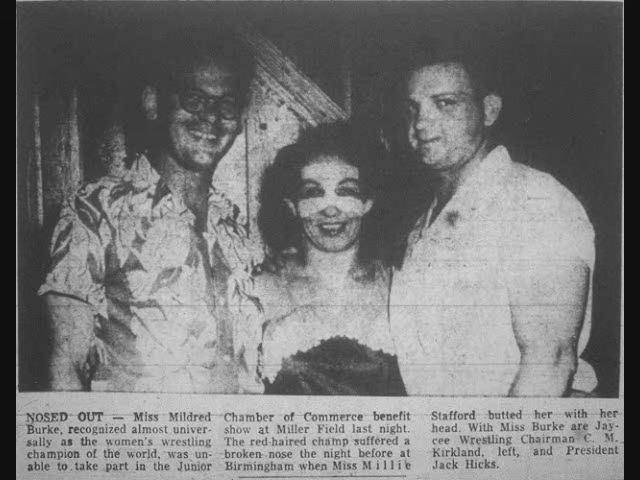 NOSED OUT — Miss Mildred
Burke, recognized almost univer-
sally as the women's wrestling
champion of the world, was un-
able to take part in the Junior
Chamber of Commerce benefit
show at Miller Field last night.
The red-haired champ suffered a
broken nose the night before at
Birmingham when Miss Millie
Stafford butted her with her
head. With Miss Burke are Jay-
cee Wrestling Chairman C. M.
Kirkland, left, and President
Jack Hicks.